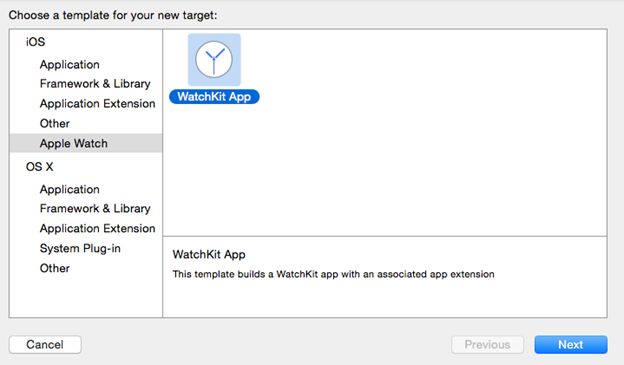 Choose a template for your new target:
iOS
Application
Framework & Library
Application Extension
Other
Apple Watch
OS X
Application
Framework & Library
Application Extension
System Plug-in
Other
WatchKit App
WatchKit App
This template builds a WatchKit app with an associated app extension
Cancel
Previous
Next